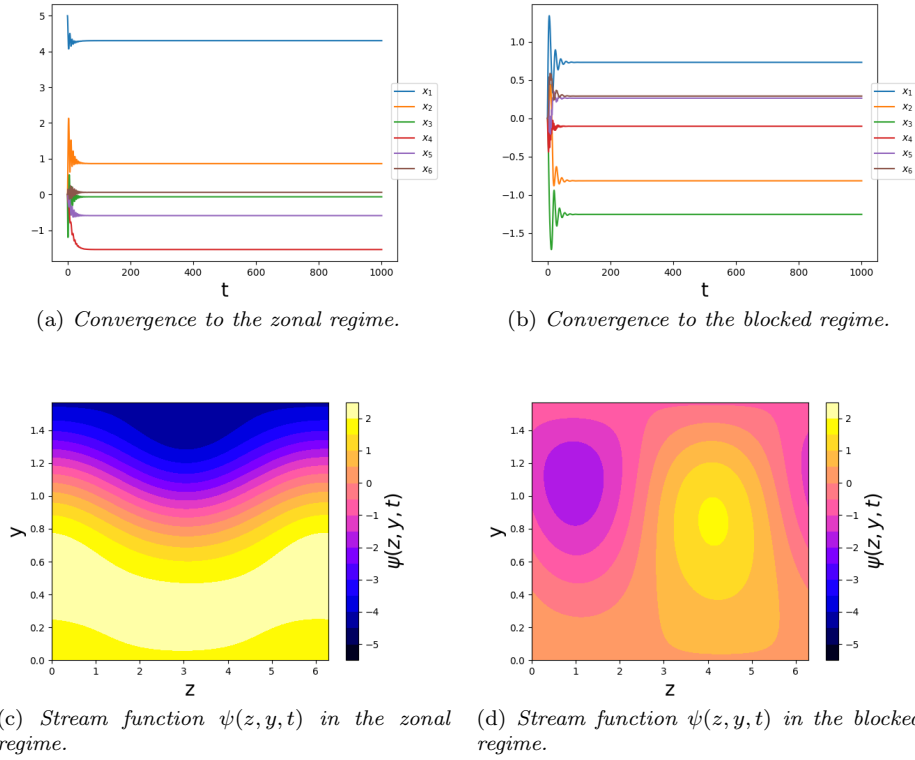 5
4
3
2
1
0
−1
0 200 400 600 800 1000
t
x1
x2
x3
x4
x5
x6
1.0
0.5
0.0
−0.5
−1.0
−1.5
0 200 400 600 800 1000
t
x1
x2
x3
x4
x5
x6
(a) Convergence to the zonal regime.
(b) Convergence to the blocked regime.
1.4
1.2
1.0
0.8
0.6
0.4
0.2
0.0
y
0 1 2 3 4 5 6
z
2
1
0
−1
−2
−3
−4
−5
ψ(z, y, t)
1.4
1.2
1.0
0.8
0.6
0.4
0.2
0.0
y
0 1 2 3 4 5 6
z
2
1
0
−1
−2
−3
−4
−5
ψ(z, y, t)
(c) Stream function ψ(z, y, t) in the zonal
regime.
(d) Stream function ψ(z, y, t) in the blocked
regime.